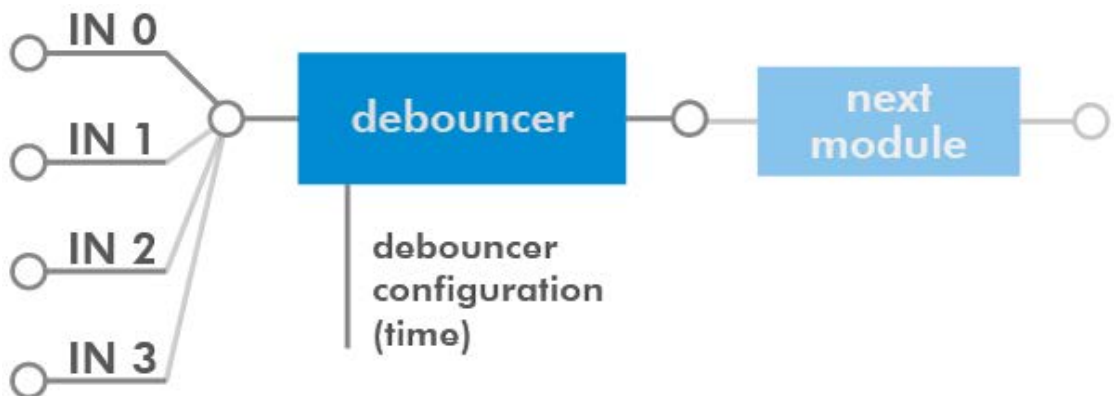 IN 0
IN 1
IN 2
IN 3
debouncer
debouncer
configuration
(time)
next
module